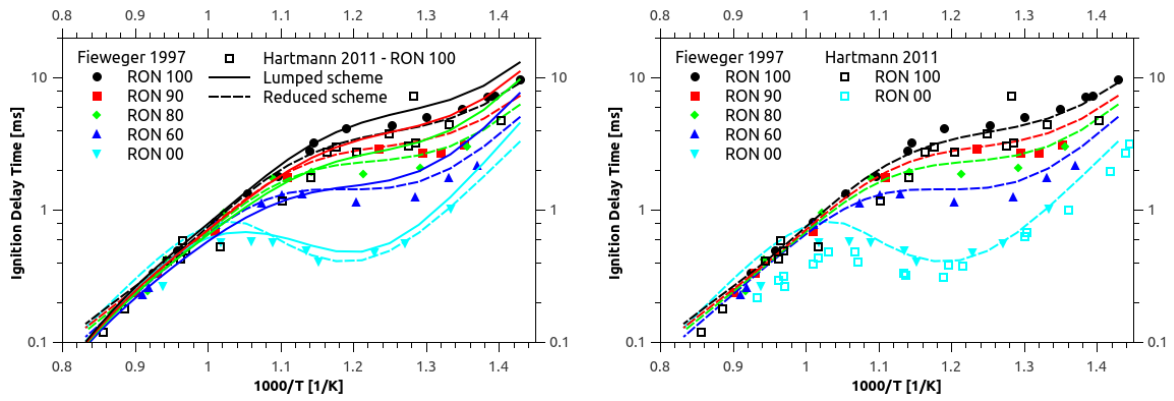 0.8 0.9 1 1.1 1.2 1.3 1.4
Fieweger 1997
RON 100
RON 90
RON 80
RON 60
RON 00
Hartmann 2011 - RON 100
Lumped scheme
Reduced scheme
10
1
0.1
10
1
0.1
Ignition Delay Time [ms]
0.8 0.9 1 1.1 1.2 1.3 1.4
1000/T [1/K]
0.8 0.9 1 1.1 1.2 1.3 1.4
Fieweger 1997
RON 100
RON 90
RON 80
RON 60
RON 00
Hartmann 2011
RON 100
RON 00
10
1
0.1
10
1
0.1
Ignition Delay Time [ms]
0.8 0.9 1 1.1 1.2 1.3 1.4
1000/T [1/K]